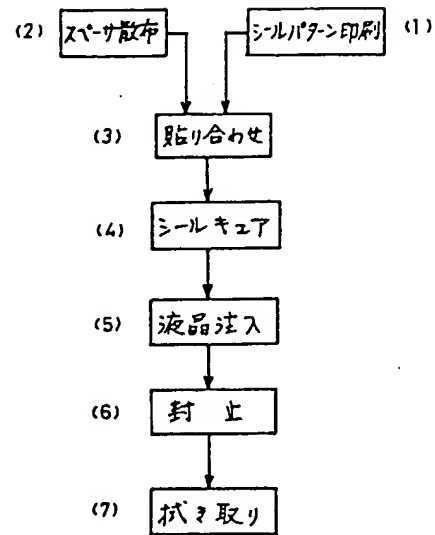 (2) スペーサ散布 シールパターン印刷 (1)
(3) 貼り合わせ
(4) シールキュア
(5) 液晶注入
(6) 封止
(7) 拭き取り